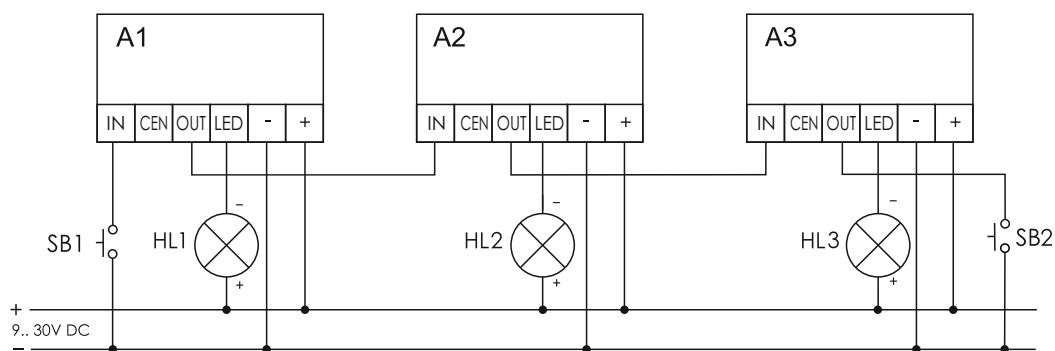 A1 A2 A3
IN CEN OUT LED - + IN CEN OUT LED - + IN CEN OUT LED - +
- - -
SB1 HL1 HL2 HL3 SB2
+ + +
+
9.. 30V DC
-